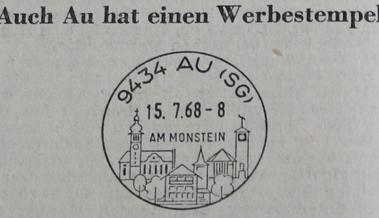 Auch Au hat einen Werbestempel
9434 AU (SG)
15. 7.68-8
AM MONSTEIN